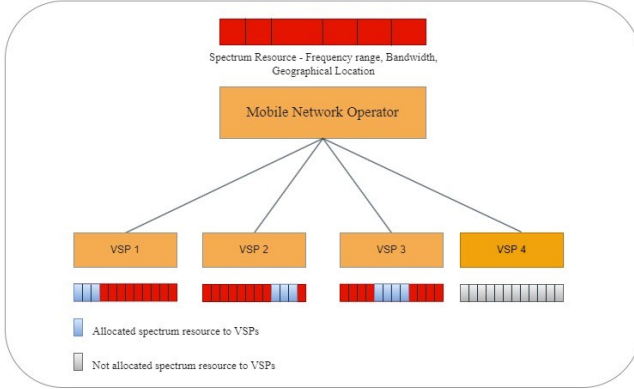 Spectrum Resource - Frequency range, Bandwidth,
Geographical Location
Mobile Network Operator
VSP 1
VSP 2
VSP 3
VSP 4
Allocated spectrum resource to VSPs
Not allocated spectrum resource to VSPs